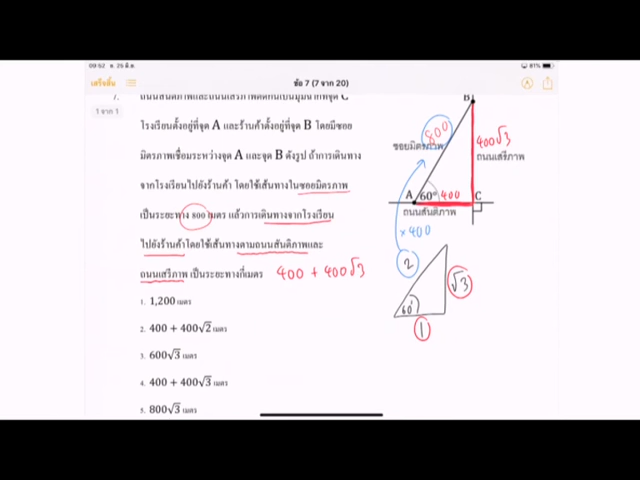 09:52 อ. 25 มิ.ย. 81%
เสร็จสิ้น ข้อ 7 (7 จาก 20)
1 จาก 1
7. ถนนสันติภาพและถนนเสรีภาพตัดกันเป็นมุมฉากที่จุด C
โรงเรียนตั้งอยู่ที่จุด A และร้านค้าตั้งอยู่ที่จุด B โดยมีซอย
มิตรภาพเชื่อมระหว่างจุด A และจุด B ดังรูป ถ้าการเดินทาง
จากโรงเรียนไปยังร้านค้า โดยใช้เส้นทางในซอยมิตรภาพ
เป็นระยะทาง 800 เมตร แล้วการเดินทางจากโรงเรียน
ไปยังร้านค้าโดยใช้เส้นทางตามถนนสันติภาพและ
ถนนเสรีภาพ เป็นระยะทางกี่เมตร 400 + 400√3
1. 1,200 เมตร
2. 400 + 400√2 เมตร
3. 600√3 เมตร
4. 400 + 400√3 เมตร
5. 800√3 เมตร
B
800
400√3
ซอยมิตรภาพ
ถนนเสรีภาพ
A 60° 400 C
ถนนสันติภาพ
×400
2
√3
60°
1